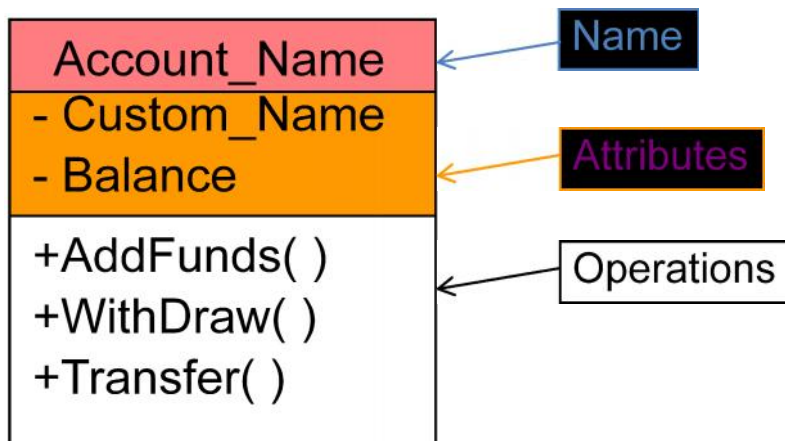 Account_Name
- Custom_Name
- Balance
+AddFunds( )
+WithDraw( )
+Transfer( )
Name
Attributes
Operations